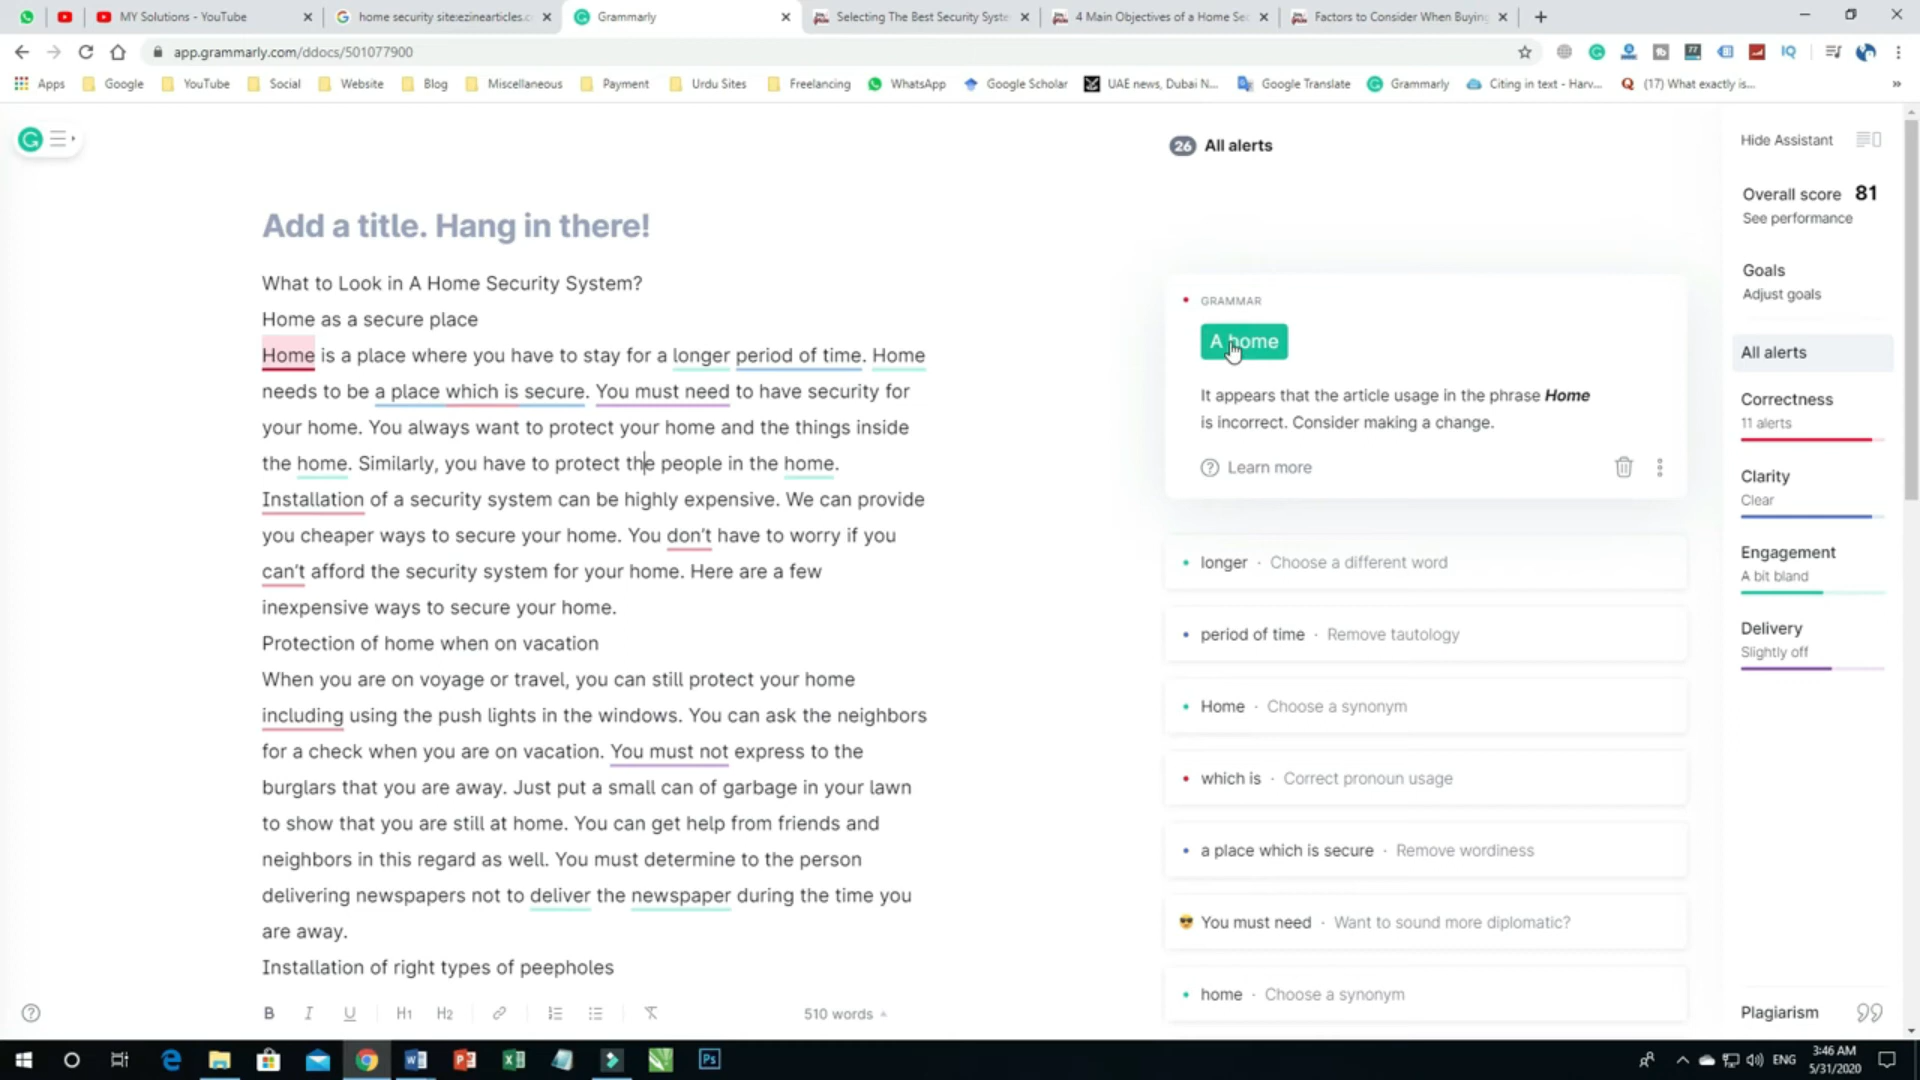 MY Solutions - YouTube
home security site:ezinearticles.c
Grammarly
Selecting The Best Security Syste
4 Main Objectives of a Home Sec
Factors to Consider When Buying
app.grammarly.com/ddocs/501077900
Apps
Google
YouTube
Social
Website
Blog
Miscellaneous
Payment
Urdu Sites
Freelancing
WhatsApp
Google Scholar
UAE news, Dubai N...
Google Translate
Grammarly
Citing in text - Harv...
(17) What exactly is...
26 All alerts
Hide Assistant
Overall score 81
See performance
Add a title. Hang in there!
What to Look in A Home Security System?
Home as a secure place
Home is a place where you have to stay for a longer period of time. Home
needs to be a place which is secure. You must need to have security for
your home. You always want to protect your home and the things inside
the home. Similarly, you have to protect the people in the home.
Installation of a security system can be highly expensive. We can provide
you cheaper ways to secure your home. You don't have to worry if you
can't afford the security system for your home. Here are a few
inexpensive ways to secure your home.
Protection of home when on vacation
When you are on voyage or travel, you can still protect your home
including using the push lights in the windows. You can ask the neighbors
for a check when you are on vacation. You must not express to the
burglars that you are away. Just put a small can of garbage in your lawn
to show that you are still at home. You can get help from friends and
neighbors in this regard as well. You must determine to the person
delivering newspapers not to deliver the newspaper during the time you
are away.
Installation of right types of peepholes
GRAMMAR
A home
It appears that the article usage in the phrase Home
is incorrect. Consider making a change.
Learn more
longer · Choose a different word
period of time · Remove tautology
Home · Choose a synonym
which is · Correct pronoun usage
a place which is secure · Remove wordiness
You must need · Want to sound more diplomatic?
home · Choose a synonym
Goals
Adjust goals
All alerts
Correctness
11 alerts
Clarity
Clear
Engagement
A bit bland
Delivery
Slightly off
Plagiarism
B I U H1 H2
510 words
ENG
3:46 AM
5/31/2020